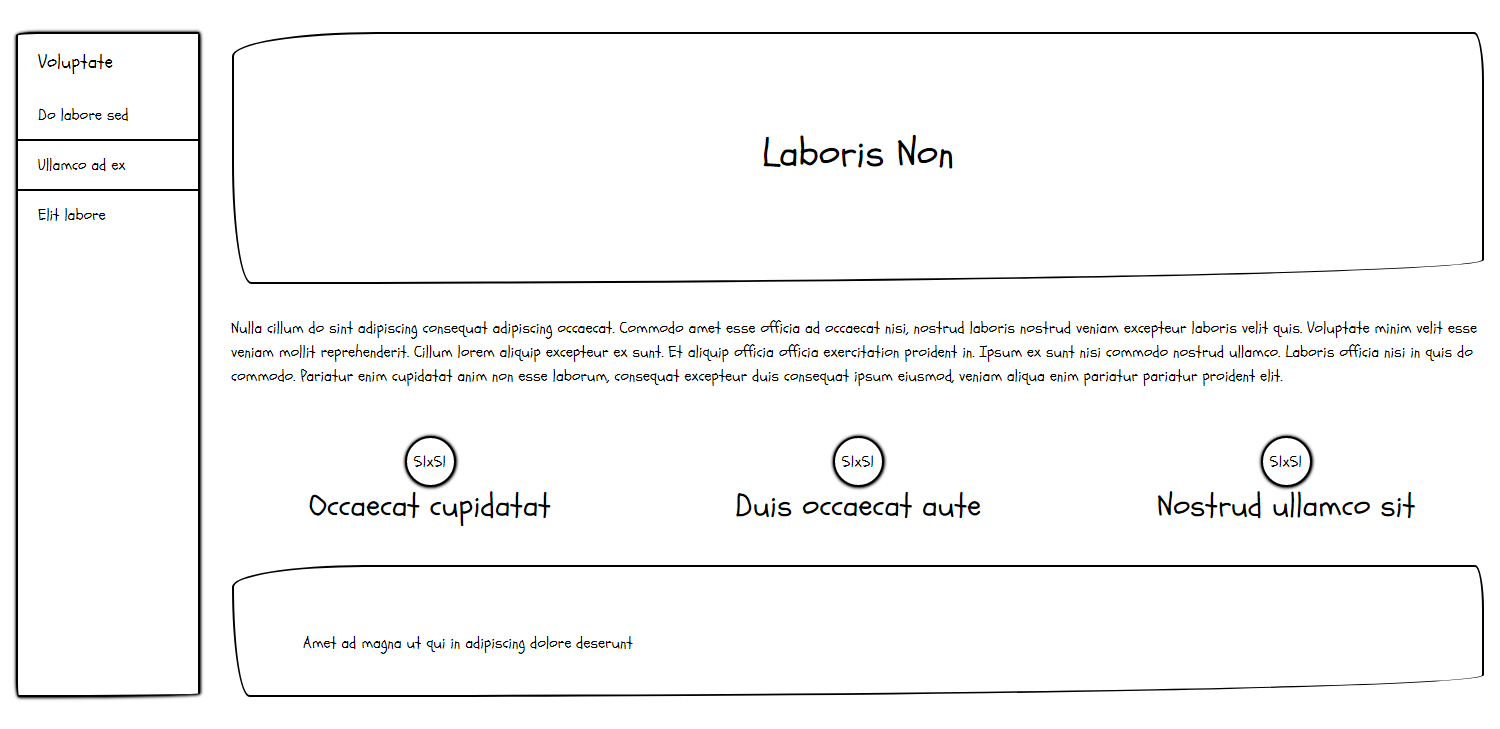 Voluptate
Do labore sed
Ullamco ad ex
Elit labore
Laboris Non
Nulla cillum do sint adipiscing consequat adipiscing occaecat. Commodo amet esse officia ad occaecat nisi, nostrud laboris nostrud veniam excepteur laboris velit quis. Voluptate minim velit esse
veniam mollit reprehenderit. Cillum lorem aliquip excepteur ex sunt. Et aliquip officia officia exercitation proident in. Ipsum ex sunt nisi commodo nostrud ullamco. Laboris officia nisi in quis do
commodo. Pariatur enim cupidatat anim non esse laborum, consequat excepteur duis consequat ipsum eiusmod, veniam aliqua enim pariatur pariatur proident elit.
51x51
Occaecat cupidatat
51x51
Duis occaecat aute
51x51
Nostrud ullamco sit
Amet ad magna ut qui in adipiscing dolore deserunt